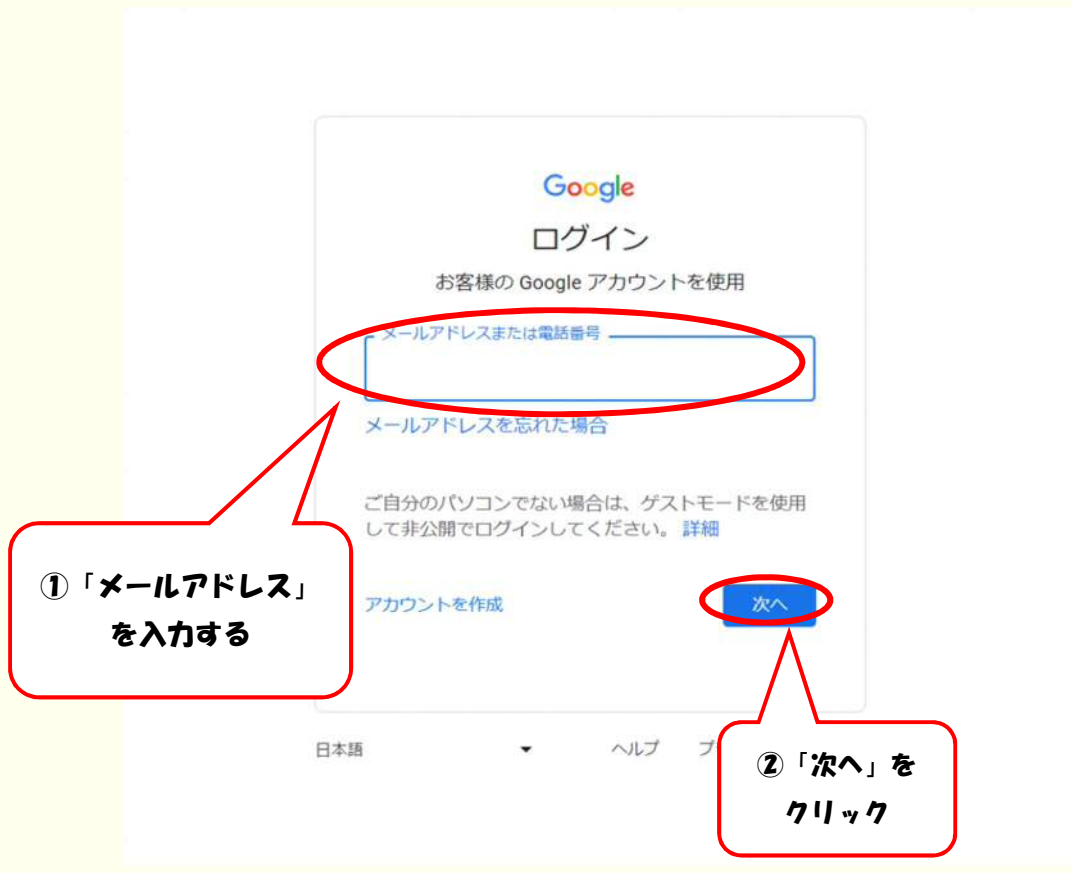 Google
ログイン
お客様の Google アカウントを使用
メールアドレスまたは電話番号
メールアドレスを忘れた場合
ご自分のパソコンでない場合は、ゲストモードを使用
して非公開でログインしてください。 詳細
①「メールアドレス」
を入力する
アカウントを作成
次へ
日本語
ヘルプ
②「次へ」を
クリック